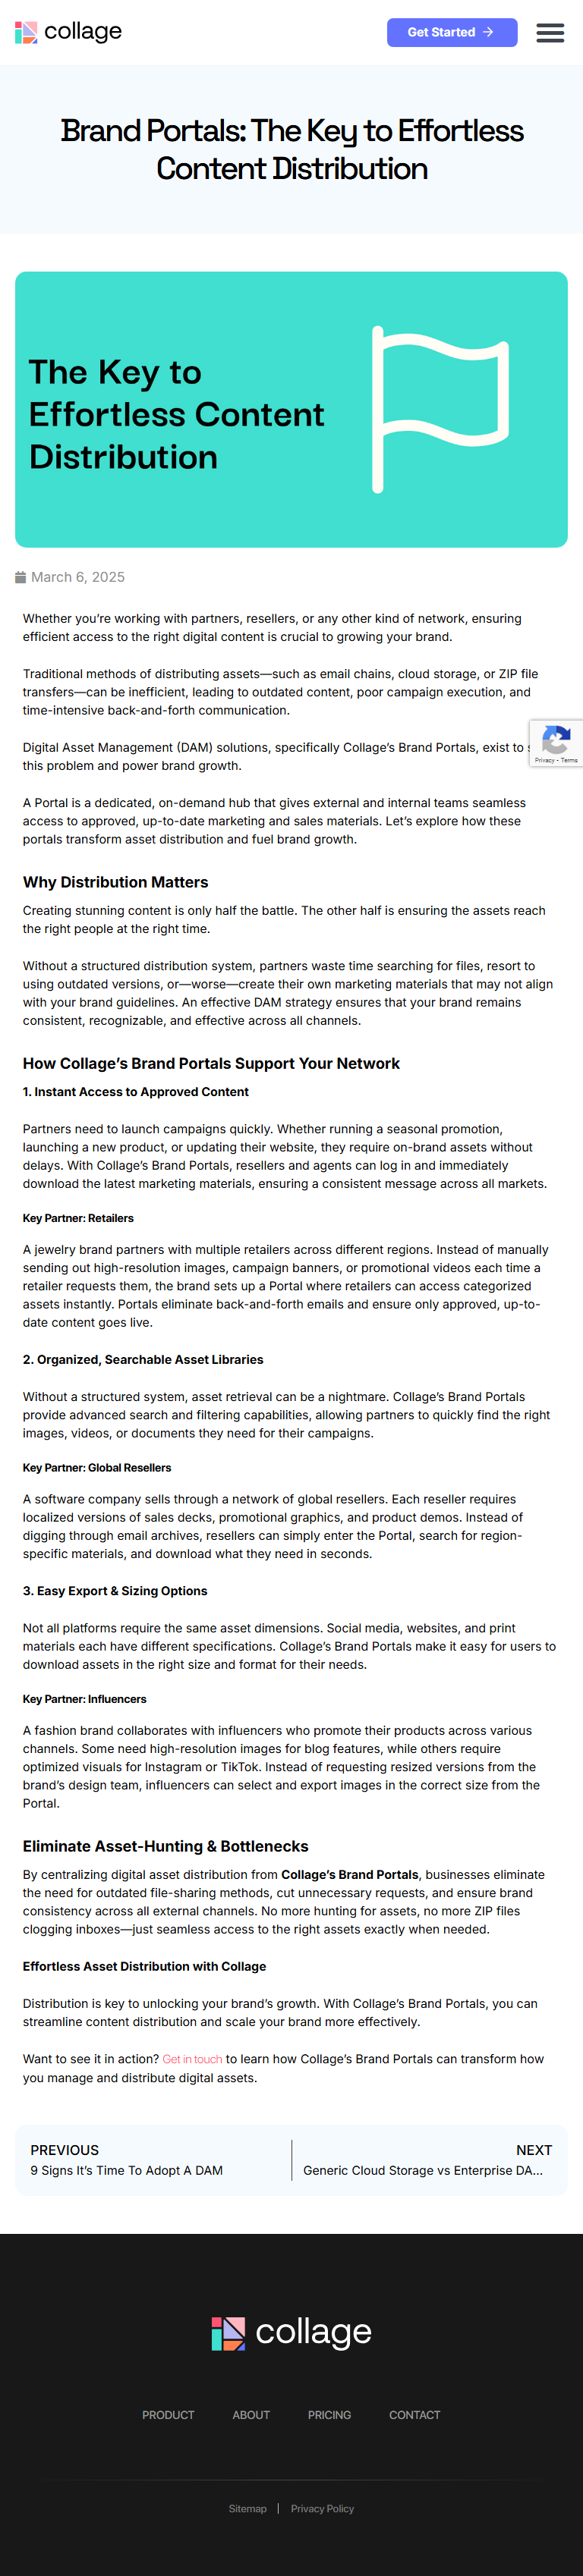 collage
Get Started
Brand Portals: The Key to Effortless
Content Distribution
The Key to
Effortless Content
Distribution
March 6, 2025
Whether you’re working with partners, resellers, or any other kind of network, ensuring
efficient access to the right digital content is crucial to growing your brand.
Traditional methods of distributing assets—such as email chains, cloud storage, or ZIP file
transfers—can be inefficient, leading to outdated content, poor campaign execution, and
time-intensive back-and-forth communication.
Digital Asset Management (DAM) solutions, specifically Collage’s Brand Portals, exist to
this problem and power brand growth.
Privacy - Terms
A Portal is a dedicated, on-demand hub that gives external and internal teams seamless
access to approved, up-to-date marketing and sales materials. Let’s explore how these
portals transform asset distribution and fuel brand growth.
Why Distribution Matters
Creating stunning content is only half the battle. The other half is ensuring the assets reach
the right people at the right time.
Without a structured distribution system, partners waste time searching for files, resort to
using outdated versions, or—worse—create their own marketing materials that may not align
with your brand guidelines. An effective DAM strategy ensures that your brand remains
consistent, recognizable, and effective across all channels.
How Collage’s Brand Portals Support Your Network
1. Instant Access to Approved Content
Partners need to launch campaigns quickly. Whether running a seasonal promotion,
launching a new product, or updating their website, they require on-brand assets without
delays. With Collage’s Brand Portals, resellers and agents can log in and immediately
download the latest marketing materials, ensuring a consistent message across all markets.
Key Partner: Retailers
A jewelry brand partners with multiple retailers across different regions. Instead of manually
sending out high-resolution images, campaign banners, or promotional videos each time a
retailer requests them, the brand sets up a Portal where retailers can access categorized
assets instantly. Portals eliminate back-and-forth emails and ensure only approved, up-to-
date content goes live.
2. Organized, Searchable Asset Libraries
Without a structured system, asset retrieval can be a nightmare. Collage’s Brand Portals
provide advanced search and filtering capabilities, allowing partners to quickly find the right
images, videos, or documents they need for their campaigns.
Key Partner: Global Resellers
A software company sells through a network of global resellers. Each reseller requires
localized versions of sales decks, promotional graphics, and product demos. Instead of
digging through email archives, resellers can simply enter the Portal, search for region-
specific materials, and download what they need in seconds.
3. Easy Export & Sizing Options
Not all platforms require the same asset dimensions. Social media, websites, and print
materials each have different specifications. Collage’s Brand Portals make it easy for users to
download assets in the right size and format for their needs.
Key Partner: Influencers
A fashion brand collaborates with influencers who promote their products across various
channels. Some need high-resolution images for blog features, while others require
optimized visuals for Instagram or TikTok. Instead of requesting resized versions from the
brand’s design team, influencers can select and export images in the correct size from the
Portal.
Eliminate Asset-Hunting & Bottlenecks
By centralizing digital asset distribution from Collage’s Brand Portals, businesses eliminate
the need for outdated file-sharing methods, cut unnecessary requests, and ensure brand
consistency across all external channels. No more hunting for assets, no more ZIP files
clogging inboxes—just seamless access to the right assets exactly when needed.
Effortless Asset Distribution with Collage
Distribution is key to unlocking your brand’s growth. With Collage’s Brand Portals, you can
streamline content distribution and scale your brand more effectively.
Want to see it in action? Get in touch to learn how Collage’s Brand Portals can transform how
you manage and distribute digital assets.
PREVIOUS
9 Signs It’s Time To Adopt A DAM
NEXT
Generic Cloud Storage vs Enterprise DA...
collage
PRODUCT ABOUT PRICING CONTACT
Sitemap | Privacy Policy